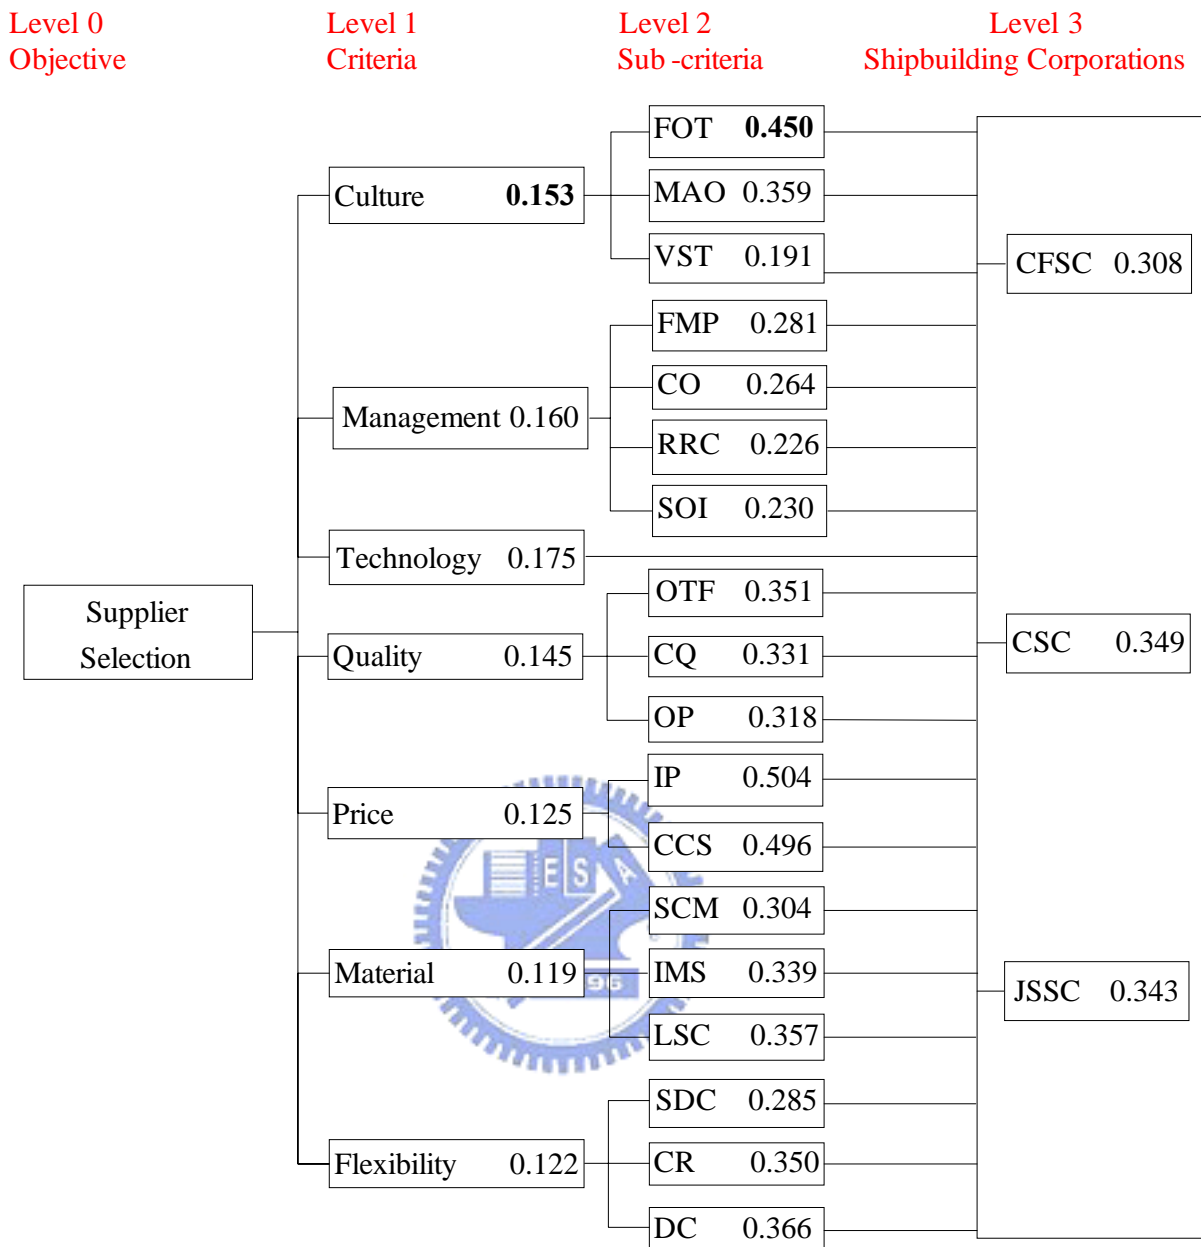 Level 0 Level 1 Level 2 Level 3
Objective Criteria Sub -criteria Shipbuilding Corporations
FOT 0.450
Culture 0.153
MAO 0.359
VST 0.191
CFSC 0.308
FMP 0.281
CO 0.264
Management 0.160
RRC 0.226
SOI 0.230
Technology 0.175
OTF 0.351
Supplier
Selection
Quality 0.145
CQ 0.331
CSC 0.349
OP 0.318
IP 0.504
Price 0.125
CCS 0.496
E S A
SCM 0.304
Material 0.119
IMS 0.339
96
JSSC 0.343
LSC 0.357
SDC 0.285
Flexibility 0.122
CR 0.350
DC 0.366